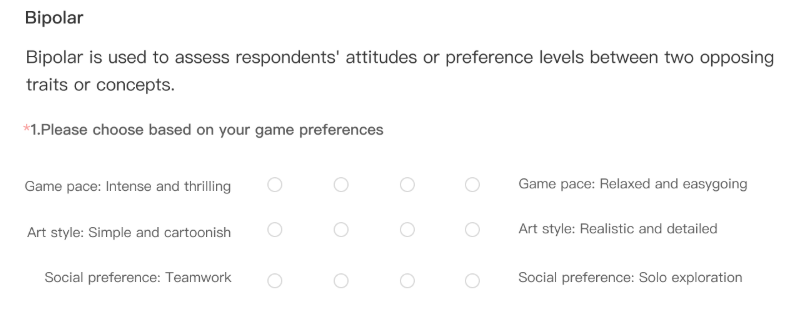 Bipolar
Bipolar is used to assess respondents' attitudes or preference levels between two opposing
traits or concepts.
*1.Please choose based on your game preferences
Game pace: Intense and thrilling Game pace: Relaxed and easygoing
Art style: Simple and cartoonish Art style: Realistic and detailed
Social preference: Teamwork Social preference: Solo exploration